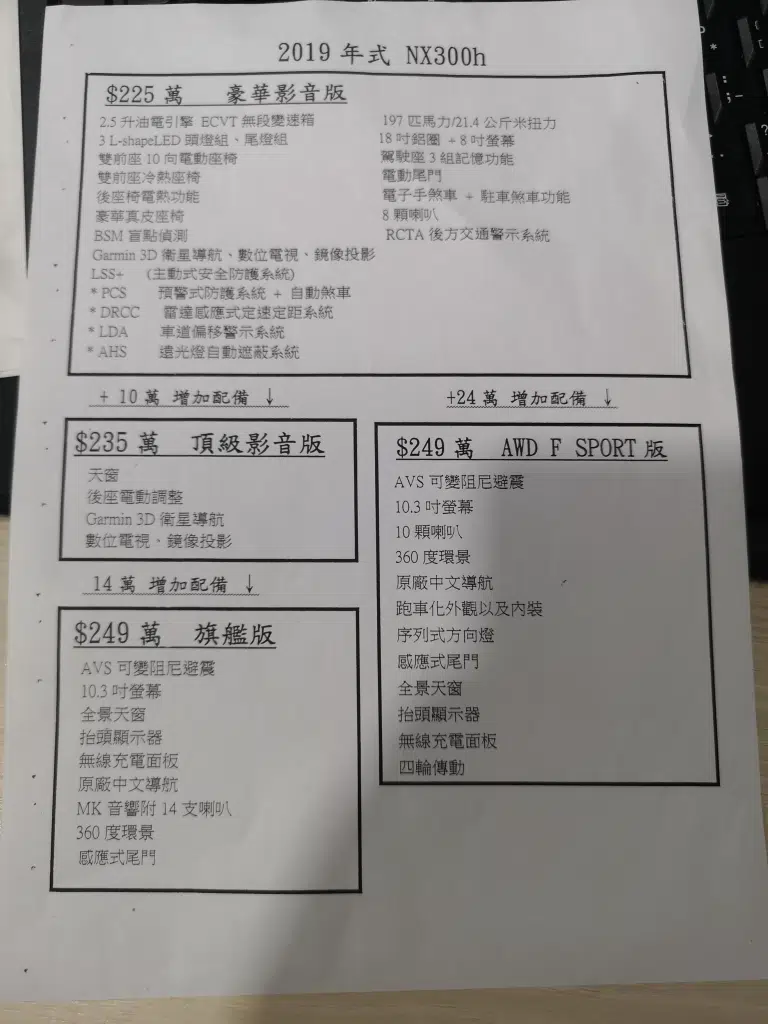 2019 年式 NX300h
$225 萬 豪華影音版
2.5 升油電引擎 ECVT 無段變速箱
197 匹馬力/21.4 公斤米扭力
3 L-shapeLED 頭燈組、尾燈組
18 吋鋁圈 + 8 吋螢幕
雙前座 10 向電動座椅
駕駛座 3 組記憶功能
雙前座冷熱座椅
電動尾門
後座椅電熱功能
電子手煞車 + 駐車煞車功能
豪華真皮座椅
8 顆喇叭
BSM 盲點偵測
RCTA 後方交通警示系統
Garmin 3D 衛星導航、數位電視、鏡像投影
LSS+ (主動式安全防護系統)
* PCS 預警式防護系統 + 自動煞車
* DRCC 雷達感應式定速定距系統
* LDA 車道偏移警示系統
* AHS 遠光燈自動遮蔽系統
+ 10 萬 增加配備 ↓
$235 萬 頂級影音版
天窗
後座電動調整
Garmin 3D 衛星導航
數位電視、鏡像投影
14 萬 增加配備 ↓
$249 萬 旗艦版
AVS 可變阻尼避震
10.3 吋螢幕
全景天窗
抬頭顯示器
無線充電面板
原廠中文導航
MK 音響附 14 支喇叭
360 度環景
感應式尾門
+24 萬 增加配備 ↓
$249 萬 AWD F SPORT 版
AVS 可變阻尼避震
10.3 吋螢幕
10 顆喇叭
360 度環景
原廠中文導航
跑車化外觀以及內裝
序列式方向燈
感應式尾門
全景天窗
抬頭顯示器
無線充電面板
四輪傳動